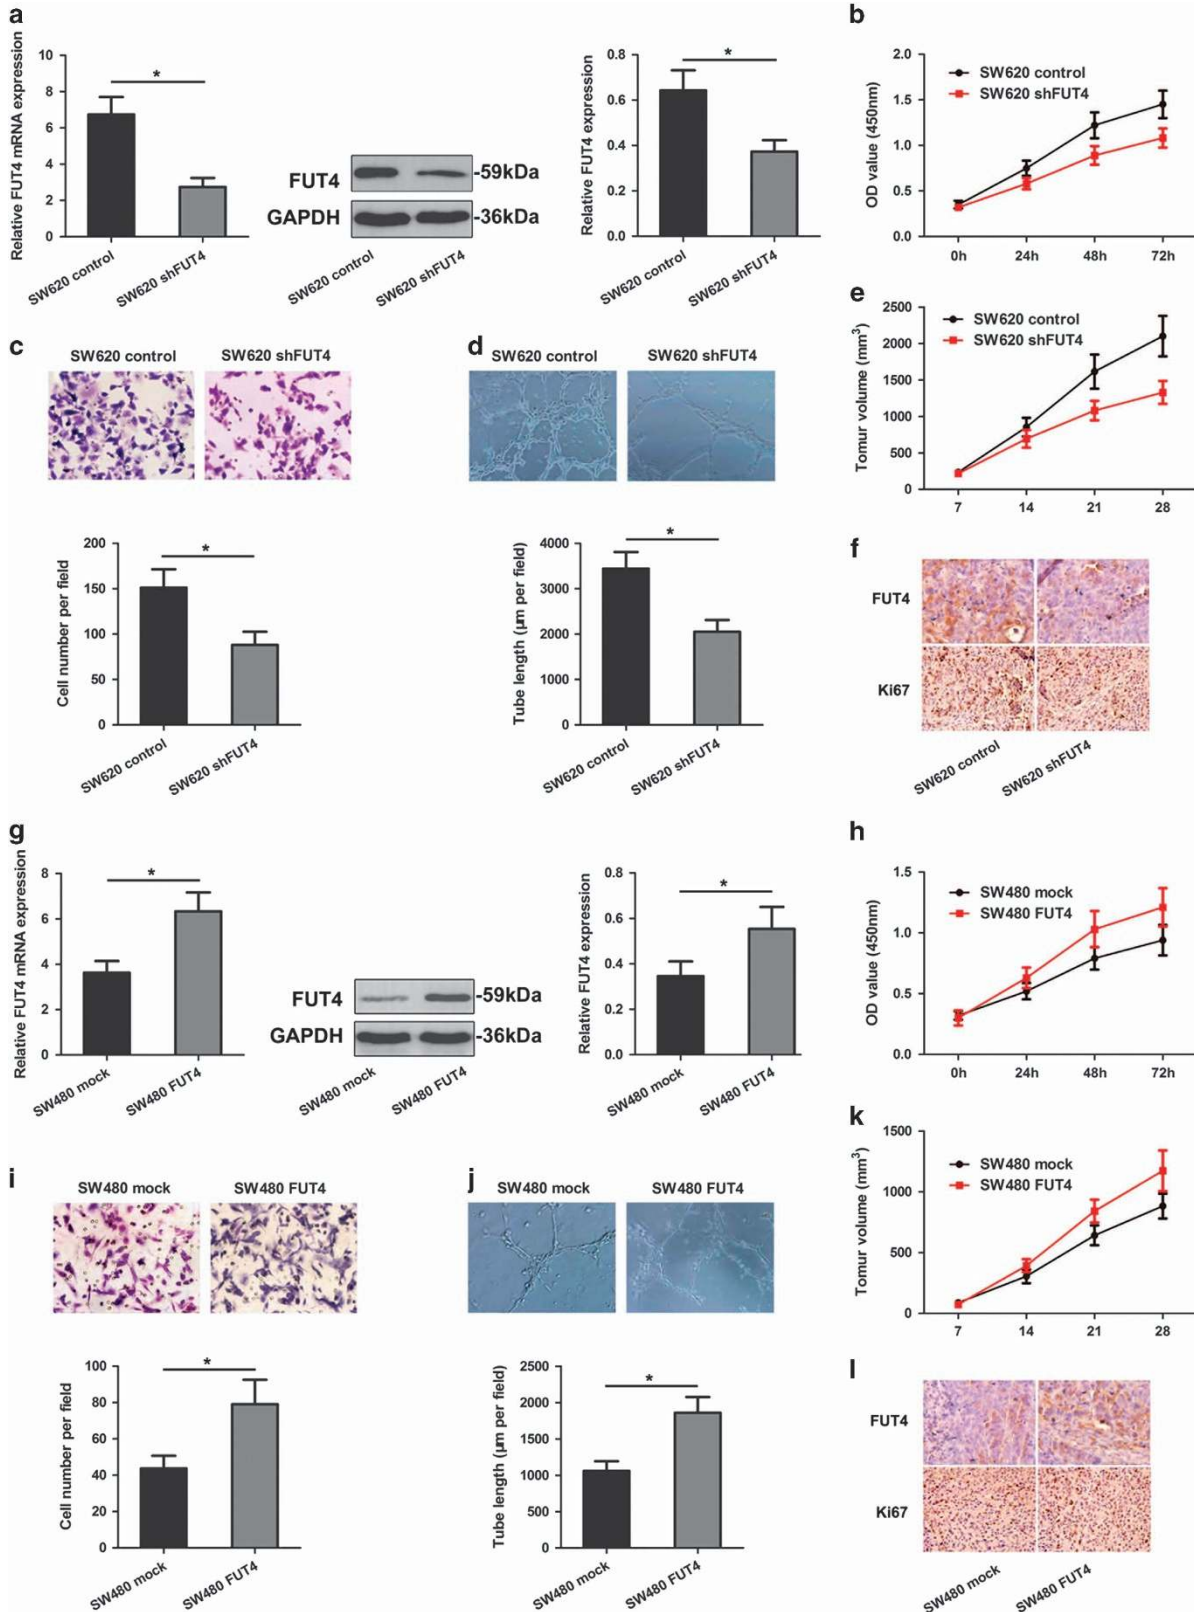 a
Relative FUT4 mRNA expression
10
8
6
4
2
0
*
SW620 control
SW620 shFUT4
FUT4
-59kDa
GAPDH
-36kDa
SW620 control
SW620 shFUT4
Relative FUT4 expression
0.8
0.6
0.4
0.2
0.0
*
SW620 control
SW620 shFUT4
b
OD value (450nm)
2.0
1.5
1.0
0.5
0.0
SW620 control
SW620 shFUT4
0h 24h 48h 72h
c
SW620 control SW620 shFUT4
Cell number per field
200
150
100
50
0
*
SW620 control
SW620 shFUT4
d
SW620 control SW620 shFUT4
Tube length (μm per field)
4000
3000
2000
1000
0
*
SW620 control
SW620 shFUT4
e
Tomur volume (mm³)
2500
2000
1500
1000
500
0
SW620 control
SW620 shFUT4
7 14 21 28
f
FUT4
Ki67
SW620 control
SW620 shFUT4
g
Relative FUT4 mRNA expression
8
6
4
2
0
*
SW480 mock
SW480 FUT4
FUT4
-59kDa
GAPDH
-36kDa
SW480 mock
SW480 FUT4
Relative FUT4 expression
0.8
0.6
0.4
0.2
0.0
*
SW480 mock
SW480 FUT4
h
OD value (450nm)
1.5
1.0
0.5
0.0
SW480 mock
SW480 FUT4
0h 24h 48h 72h
i
SW480 mock SW480 FUT4
Cell number per field
100
80
60
40
20
0
*
SW480 mock
SW480 FUT4
j
SW480 mock SW480 FUT4
Tube length (μm per field)
2500
2000
1500
1000
500
0
*
SW480 mock
SW480 FUT4
k
Tomur volume (mm³)
1500
1000
500
0
SW480 mock
SW480 FUT4
7 14 21 28
l
FUT4
Ki67
SW480 mock
SW480 FUT4